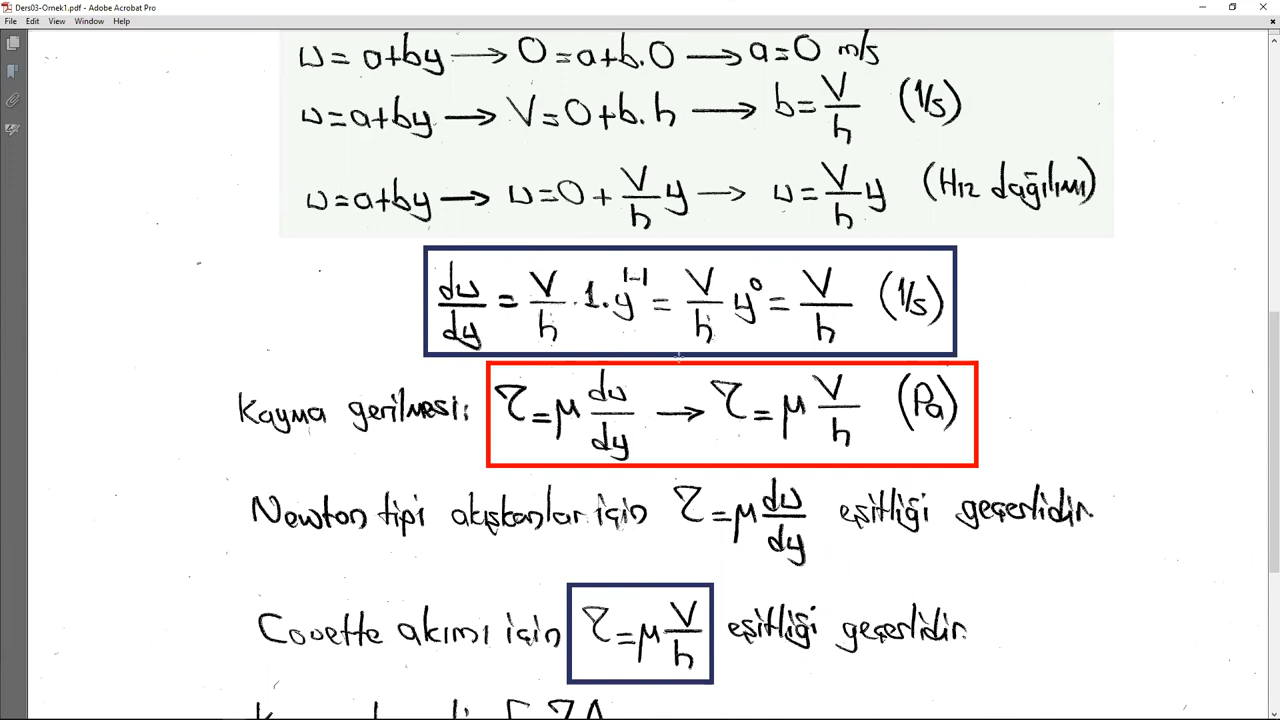 Ders03-Ornek1.pdf - Adobe Acrobat Pro
File Edit View Window Help
u = a+by → 0 = a+b.0 → a=0 m/s
u=a+by → V=0+b.h → b=V/h (1/s)
u=a+by → u=0+V/h y → u=V/h y (Hız dağılımı)
du/dy = V/h .1.y^1-1 = V/h y^0 = V/h (1/s)
Kayma gerilmesi: τ=μ du/dy → τ=μ V/h (Pa)
Newton tipi akışkanlar için τ=μ du/dy eşitliği geçerlidir.
Couette akımı için τ=μ V/h eşitliği geçerlidir.